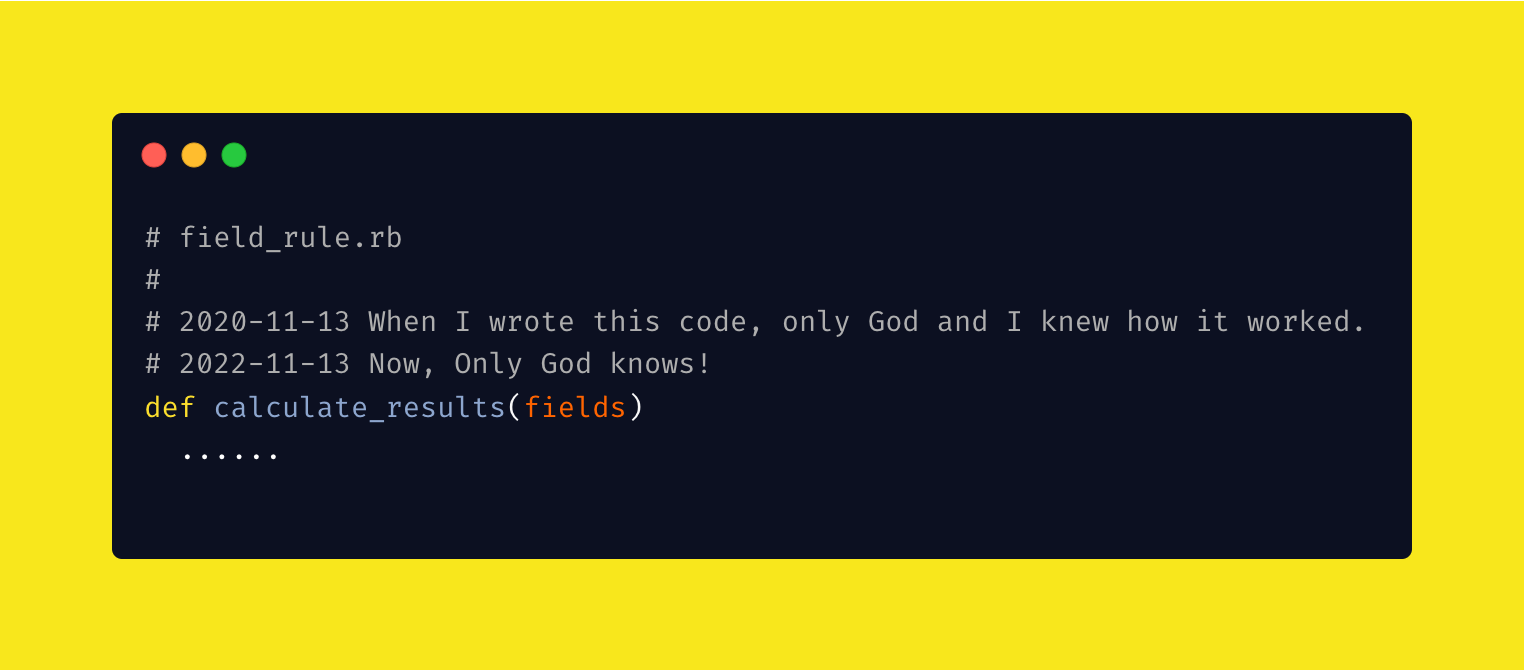 # field_rule.rb
#
# 2020-11-13 When I wrote this code, only God and I knew how it worked.
# 2022-11-13 Now, Only God knows!
def calculate_results(fields)
  ......